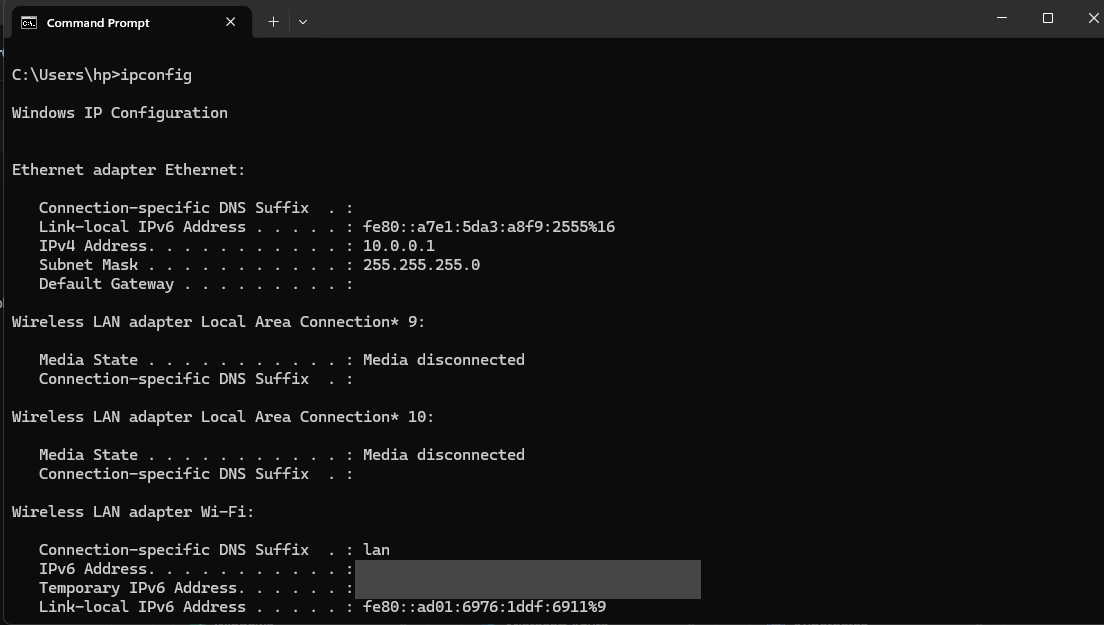 Command Prompt
C:\Users\hp>ipconfig
Windows IP Configuration
Ethernet adapter Ethernet:
Connection-specific DNS Suffix  . :
Link-local IPv6 Address . . . . . : fe80::a7e1:5da3:a8f9:2555%16
IPv4 Address. . . . . . . . . . . : 10.0.0.1
Subnet Mask . . . . . . . . . . . : 255.255.255.0
Default Gateway . . . . . . . . . :
Wireless LAN adapter Local Area Connection* 9:
Media State . . . . . . . . . . . : Media disconnected
Connection-specific DNS Suffix  . :
Wireless LAN adapter Local Area Connection* 10:
Media State . . . . . . . . . . . : Media disconnected
Connection-specific DNS Suffix  . :
Wireless LAN adapter Wi-Fi:
Connection-specific DNS Suffix  . : lan
IPv6 Address. . . . . . . . . . . :
Temporary IPv6 Address. . . . . . :
Link-local IPv6 Address . . . . . : fe80::ad01:6976:1ddf:6911%9